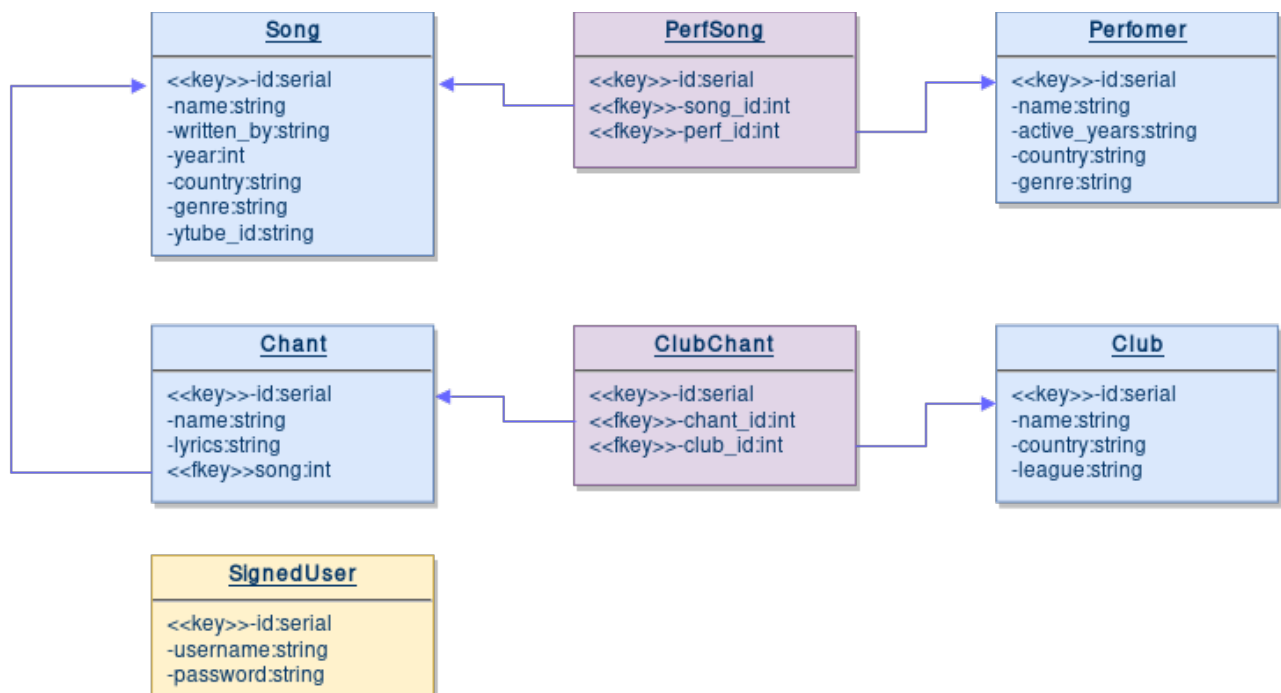 Song
<<key>>-id:serial
-name:string
-written_by:string
-year:int
-country:string
-genre:string
-ytube_id:string
PerfSong
<<key>>-id:serial
<<fkey>>-song_id:int
<<fkey>>-perf_id:int
Perfomer
<<key>>-id:serial
-name:string
-active_years:string
-country:string
-genre:string
Chant
<<key>>-id:serial
-name:string
-lyrics:string
<<fkey>>song:int
ClubChant
<<key>>-id:serial
<<fkey>>-chant_id:int
<<fkey>>-club_id:int
Club
<<key>>-id:serial
-name:string
-country:string
-league:string
SignedUser
<<key>>-id:serial
-username:string
-password:string